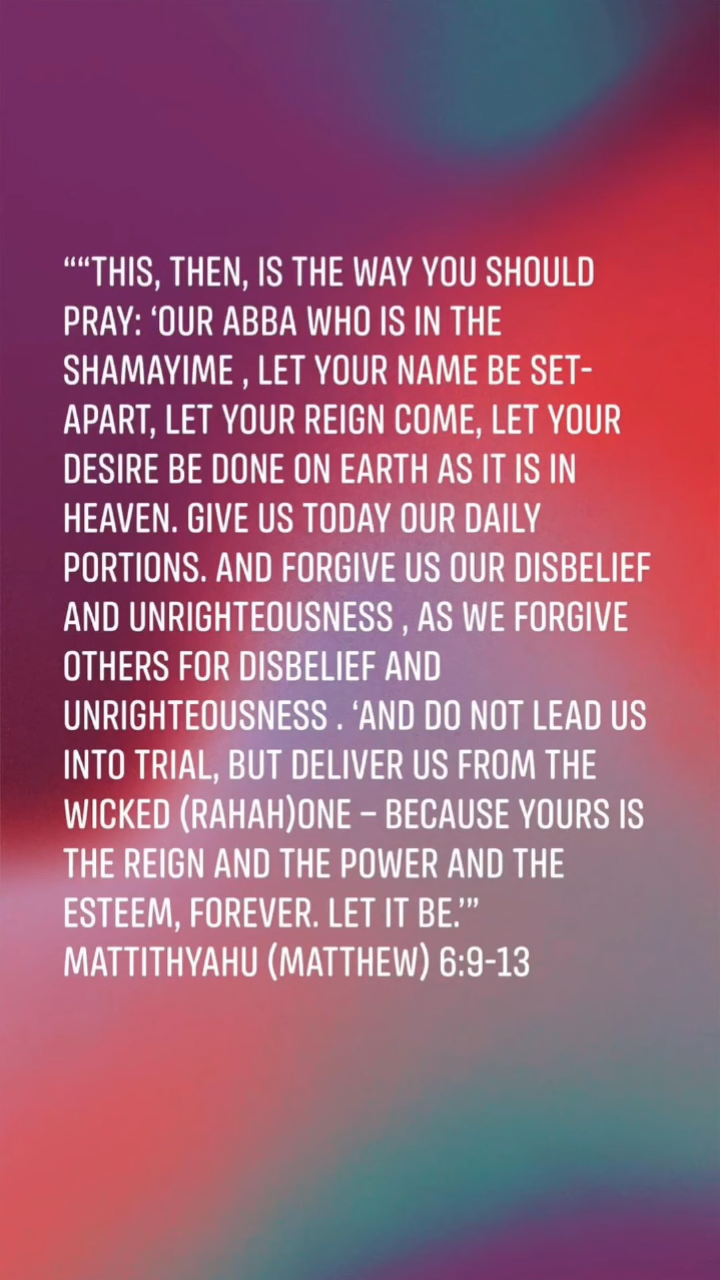 ““THIS, THEN, IS THE WAY YOU SHOULD
PRAY: ‘OUR ABBA WHO IS IN THE
SHAMAYIME , LET YOUR NAME BE SET-
APART, LET YOUR REIGN COME, LET YOUR
DESIRE BE DONE ON EARTH AS IT IS IN
HEAVEN. GIVE US TODAY OUR DAILY
PORTIONS. AND FORGIVE US OUR DISBELIEF
AND UNRIGHTEOUSNESS , AS WE FORGIVE
OTHERS FOR DISBELIEF AND
UNRIGHTEOUSNESS . ‘AND DO NOT LEAD US
INTO TRIAL, BUT DELIVER US FROM THE
WICKED (RAHAH)ONE – BECAUSE YOURS IS
THE REIGN AND THE POWER AND THE
ESTEEM, FOREVER. LET IT BE.’”
MATTITHYAHU (MATTHEW) 6:9-13